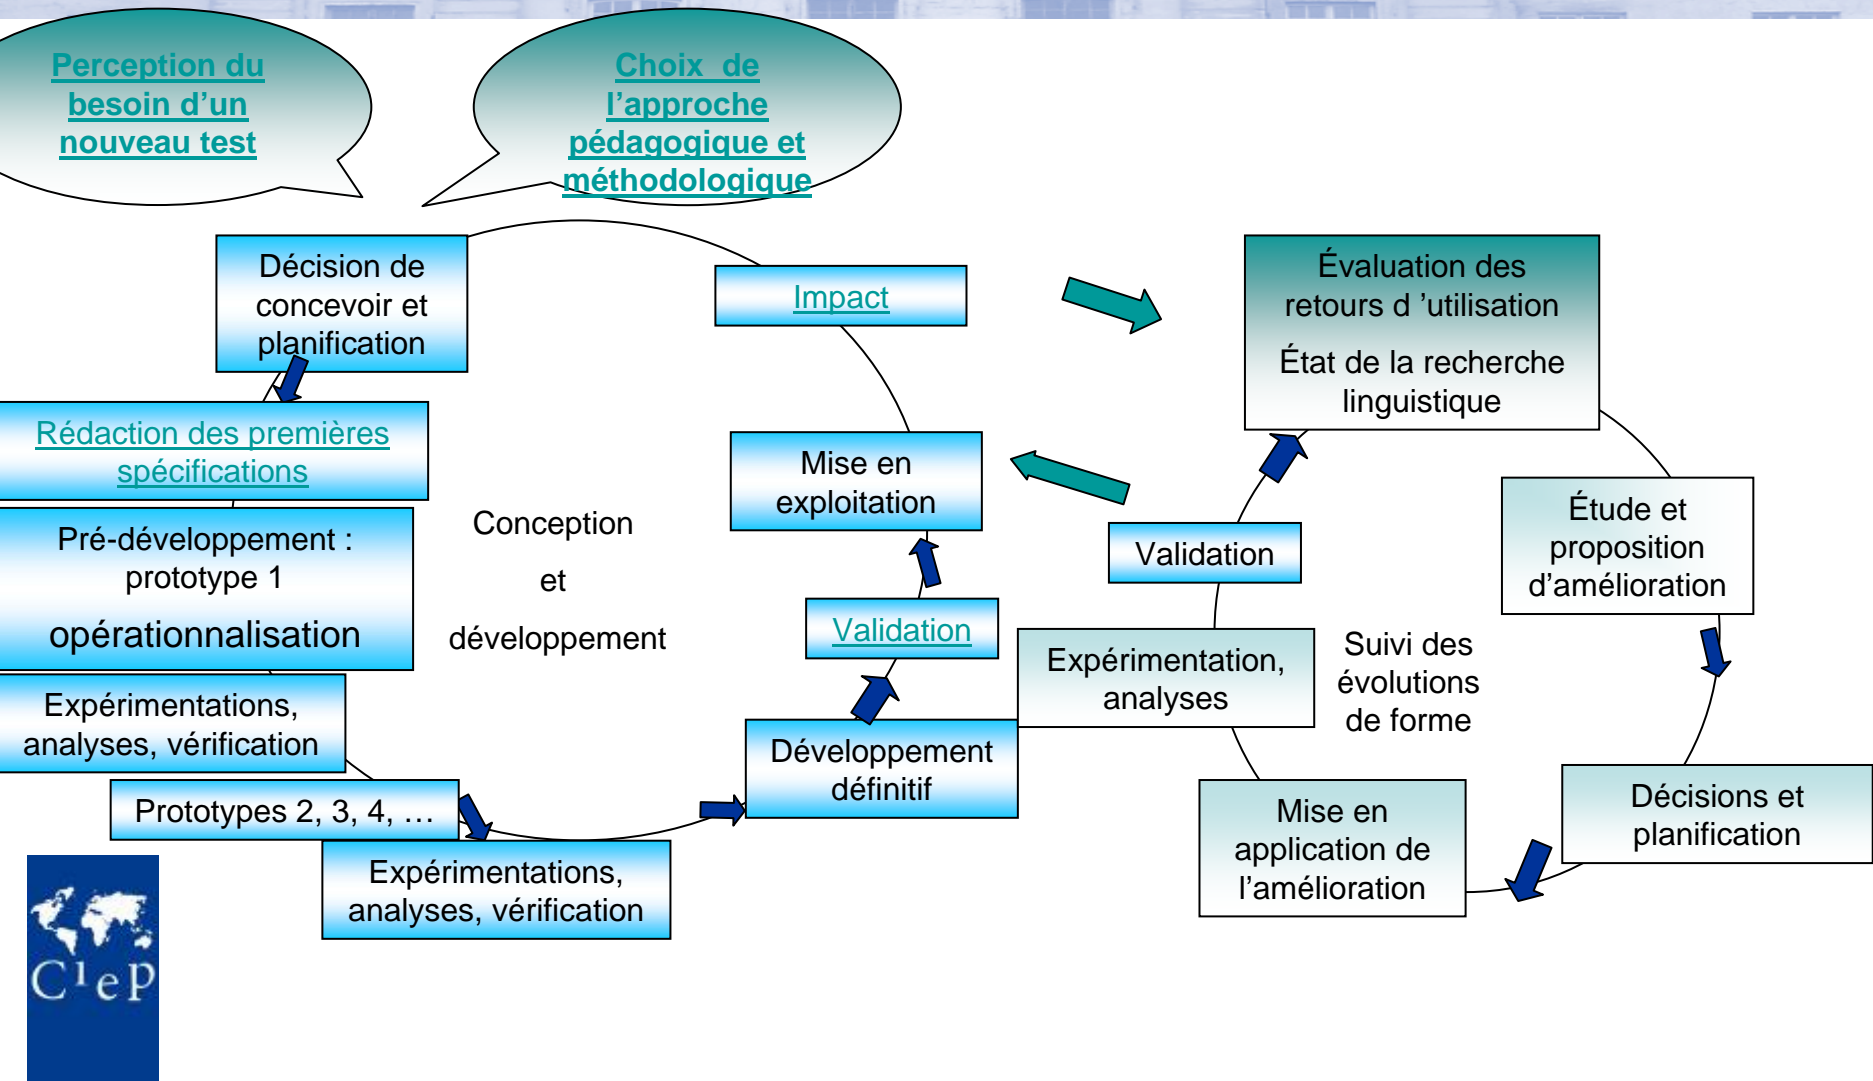 Perception du
besoin d’un
nouveau test
Choix de
l’approche
pédagogique et
méthodologique
Décision de
concevoir et
planification
Impact
Rédaction des premières
spécifications
Mise en
exploitation
Pré-développement :
prototype 1
opérationnalisation
Conception
et
développement
Validation
Expérimentations,
analyses, vérification
Développement
définitif
Prototypes 2, 3, 4, …
Expérimentations,
analyses, vérification
Évaluation des
retours d ’utilisation
État de la recherche
linguistique
Étude et
proposition
d’amélioration
Validation
Expérimentation,
analyses
Suivi des
évolutions
de forme
Décisions et
planification
Mise en
application de
l’amélioration
Ciep